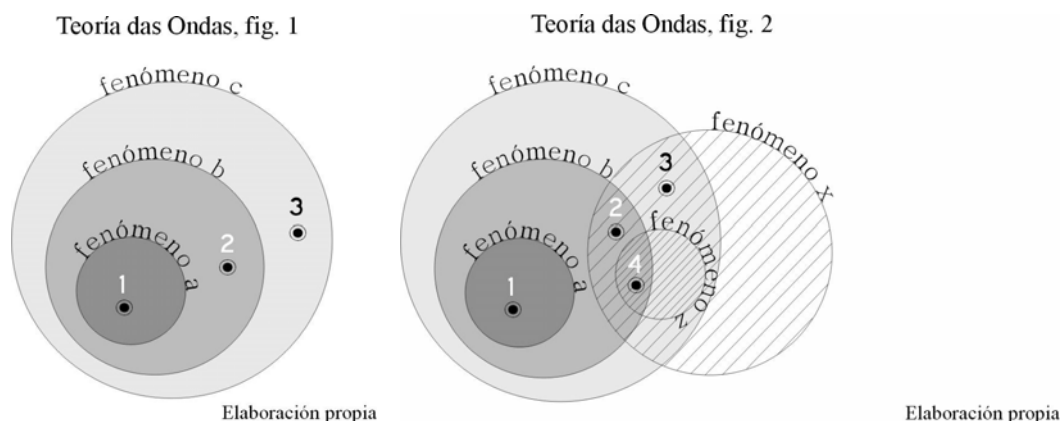 Teoría das Ondas, fig. 1
fenómeno c
fenómeno b
fenómeno a
1
2
3
Elaboración propia
Teoría das Ondas, fig. 2
fenómeno c
fenómeno b
fenómeno a
fenómeno x
fenómeno z
1
2
3
4
Elaboración propia